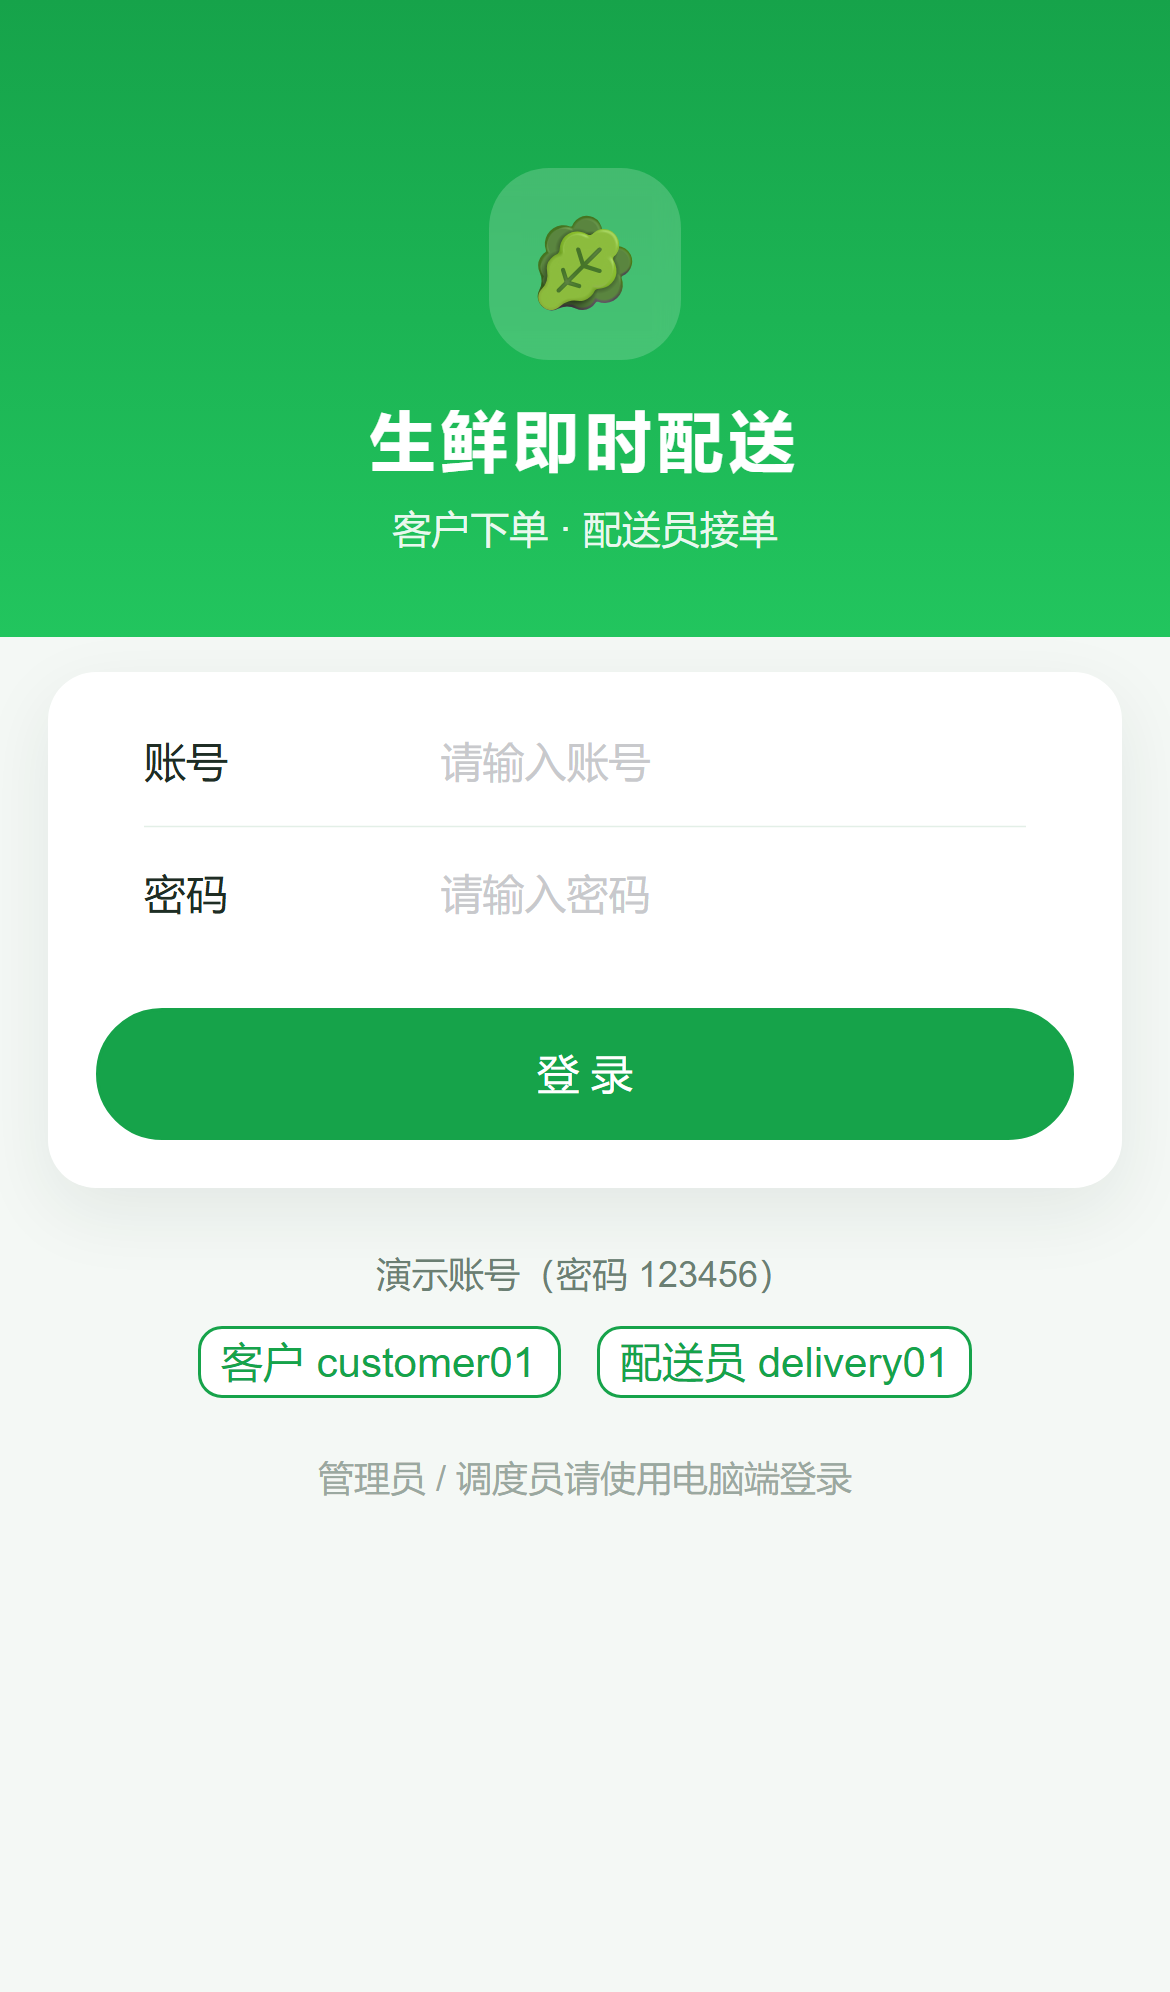 生鲜即时配送
客户下单 · 配送员接单
账号 请输入账号
密码 请输入密码
登 录
演示账号（密码 123456）
客户 customer01 配送员 delivery01
管理员 / 调度员请使用电脑端登录